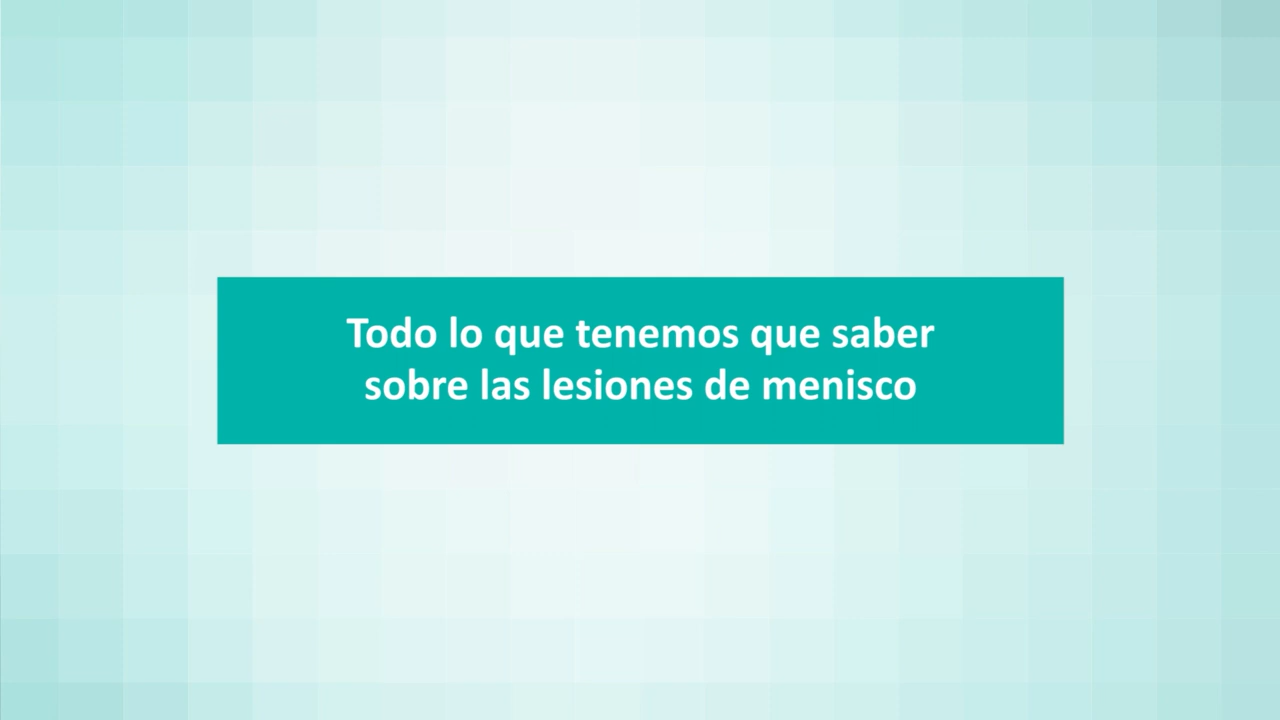 Todo lo que tenemos que saber
sobre las lesiones de menisco